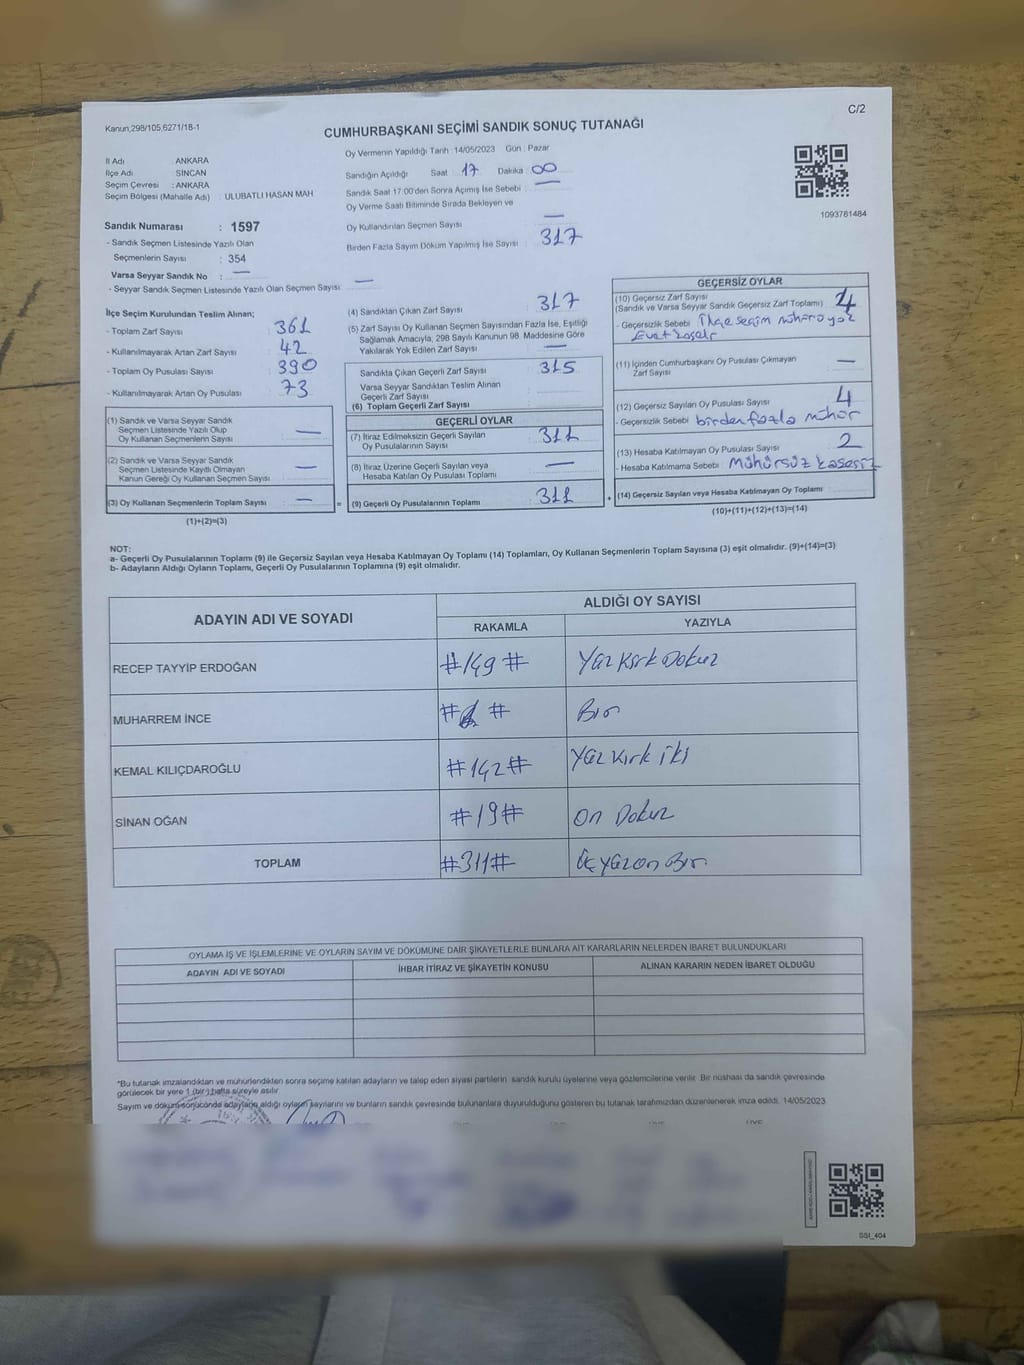 C/2
Kanun,298/105,6271/18-1
CUMHURBAŞKANI SEÇİMİ SANDIK SONUÇ TUTANAĞI
İl Adı : ANKARA
İlçe Adı : SİNCAN
Seçim Çevresi : ANKARA
Seçim Bölgesi (Mahalle Adı) : ULUBATLI HASAN MAH
Oy Vermenin Yapıldığı Tarih :14/05/2023 Gün : Pazar
Sandığın Açıldığı Saat 17 Dakika 00
Sandık Saat 17:00'den Sonra Açılmış İse Sebebi —
Oy Verme Saati Bitiminde Sırada Bekleyen ve
Oy Kullandırılan Seçmen Sayısı —
Birden Fazla Sayım Döküm Yapılmış İse Sayısı : 317
1093781484
Sandık Numarası : 1597
- Sandık Seçmen Listesinde Yazılı Olan
Seçmenlerin Sayısı : 354
Varsa Seyyar Sandık No : —
- Seyyar Sandık Seçmen Listesinde Yazılı Olan Seçmen Sayısı —
İlçe Seçim Kurulundan Teslim Alınan;
- Toplam Zarf Sayısı : 361
- Kullanılmayarak Artan Zarf Sayısı : 42
- Toplam Oy Pusulası Sayısı : 390
- Kullanılmayarak Artan Oy Pusulası : 73
(1) Sandık ve Varsa Seyyar Sandık
Seçmen Listesinde Yazılı Olup
Oy Kullanan Seçmenlerin Sayısı —
(2) Sandık ve Varsa Seyyar Sandık
Seçmen Listesinde Kayıtlı Olmayan
Kanun Gereği Oy Kullanan Seçmen Sayısı —
(3) Oy Kullanan Seçmenlerin Toplam Sayısı —
(1)+(2)=(3)
(4) Sandıktan Çıkan Zarf Sayısı : 317
(5) Zarf Sayısı Oy Kullanan Seçmen Sayısından Fazla İse, Eşitliği
Sağlamak Amacıyla, 298 Sayılı Kanunun 98. Maddesine Göre
Yakılarak Yok Edilen Zarf Sayısı —
Sandıkta Çıkan Geçerli Zarf Sayısı : 315
Varsa Seyyar Sandıktan Teslim Alınan
Geçerli Zarf Sayısı
(6) Toplam Geçerli Zarf Sayısı
GEÇERLİ OYLAR
(7) İtiraz Edilmeksizin Geçerli Sayılan
Oy Pusulalarının Sayısı : 311
(8) İtiraz Üzerine Geçerli Sayılan veya
Hesaba Katılan Oy Pusulası Toplamı —
= (9) Geçerli Oy Pusulalarının Toplamı : 311 +
GEÇERSİZ OYLAR
(10) Geçersiz Zarf Sayısı
(Sandık ve Varsa Seyyar Sandık Geçersiz Zarf Toplamı) 4
- Geçersizlik Sebebi İlçe seçim mührü yok
(11) İçinden Cumhurbaşkanı Oy Pusulası Çıkmayan
Zarf Sayısı —
(12) Geçersiz Sayılan Oy Pusulası Sayısı 4
- Geçersizlik Sebebi birden fazla mühür
(13) Hesaba Katılmayan Oy Pusulası Sayısı 2
- Hesaba Katılmama Sebebi Mühürsüz
(14) Geçersiz Sayılan veya Hesaba Katılmayan Oy Toplamı
(10)+(11)+(12)+(13)=(14)
NOT:
a- Geçerli Oy Pusulalarının Toplamı (9) ile Geçersiz Sayılan veya Hesaba Katılmayan Oy Toplamı (14) Toplamları, Oy Kullanan Seçmenlerin Toplam Sayısına (3) eşit olmalıdır. (9)+(14)=(3)
b- Adayların Aldığı Oyların Toplamı, Geçerli Oy Pusulalarının Toplamına (9) eşit olmalıdır.
ADAYIN ADI VE SOYADI
ALDIĞI OY SAYISI
RAKAMLA YAZIYLA
RECEP TAYYİP ERDOĞAN #149# Yüz Kırk Dokuz
MUHARREM İNCE #1# Bir
KEMAL KILIÇDAROĞLU #142# Yüz Kırk iki
SİNAN OĞAN #19# On Dokuz
TOPLAM #311# Üç Yüz on Bir
OYLAMA İŞ VE İŞLEMLERİNE VE OYLARIN SAYIM VE DÖKÜMÜNE DAİR ŞİKAYETLERLE BUNLARA AİT KARARLARIN NELERDEN İBARET BULUNDUKLARI
ADAYIN ADI VE SOYADI İHBAR İTİRAZ VE ŞİKAYETİN KONUSU ALINAN KARARIN NEDEN İBARET OLDUĞU
*Bu tutanak imzalandıktan ve mühürlendikten sonra seçime katılan adayların ve talep eden siyasi partilerin sandık kurulu üyelerine veya gözlemcilerine verilir. Bir nüshası da sandık çevresinde
görülecek bir yere 1 (bir) hafta süreyle asılır.
Sayım ve döküm sonucunda adayların aldığı oyların sayılarını ve bunların sandık çevresinde bulunanlara duyurulduğunu gösteren bu tutanak tarafımızdan düzenlenerek imza edildi. 14/05/2023
SSI_404